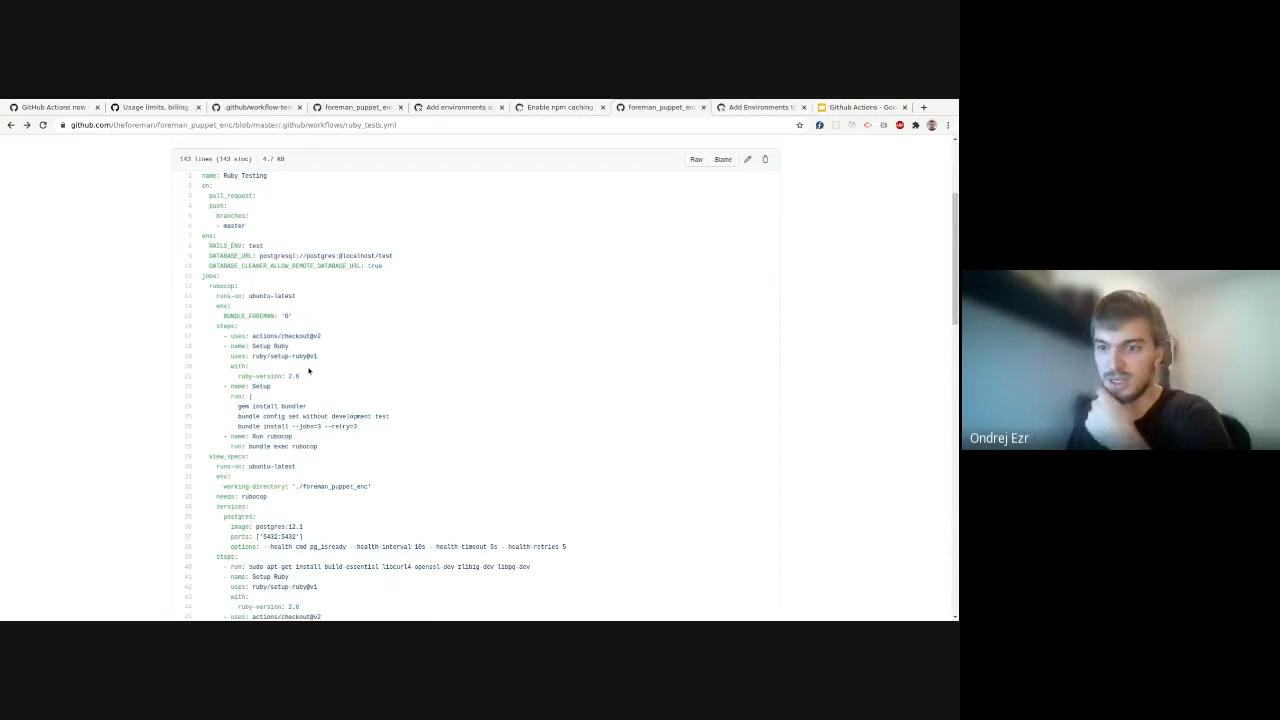 GitHub Actions now
Usage limits, billing
.github/workflow-tem
foreman_puppet_enc
Add environments a
Enable npm caching
foreman_puppet_enc
Add Environments t
Github Actions - Goo
github.com/theforeman/foreman_puppet_enc/blob/master/.github/workflows/ruby_tests.yml
143 lines (143 sloc) 4.7 KB
Raw Blame
1 name: Ruby Testing
2 on:
3 pull_request:
4 push:
5 branches:
6 - master
7 env:
8 RAILS_ENV: test
9 DATABASE_URL: postgresql://postgres:@localhost/test
10 DATABASE_CLEANER_ALLOW_REMOTE_DATABASE_URL: true
11 jobs:
12 rubocop:
13 runs-on: ubuntu-latest
14 env:
15 BUNDLE_FOREMAN: '0'
16 steps:
17 - uses: actions/checkout@v2
18 - name: Setup Ruby
19 uses: ruby/setup-ruby@v1
20 with:
21 ruby-version: 2.6
22 - name: Setup
23 run: |
24 gem install bundler
25 bundle config set without development test
26 bundle install --jobs=3 --retry=3
27 - name: Run rubocop
28 run: bundle exec rubocop
29 view_specs:
30 runs-on: ubuntu-latest
31 env:
32 working-directory: './foreman_puppet_enc'
33 needs: rubocop
34 services:
35 postgres:
36 image: postgres:12.1
37 ports: ['5432:5432']
38 options: --health-cmd pg_isready --health-interval 10s --health-timeout 5s --health-retries 5
39 steps:
40 - run: sudo apt-get install build-essential libcurl4-openssl-dev zlib1g-dev libpq-dev
41 - name: Setup Ruby
42 uses: ruby/setup-ruby@v1
43 with:
44 ruby-version: 2.6
45 - uses: actions/checkout@v2
Ondrej Ezr